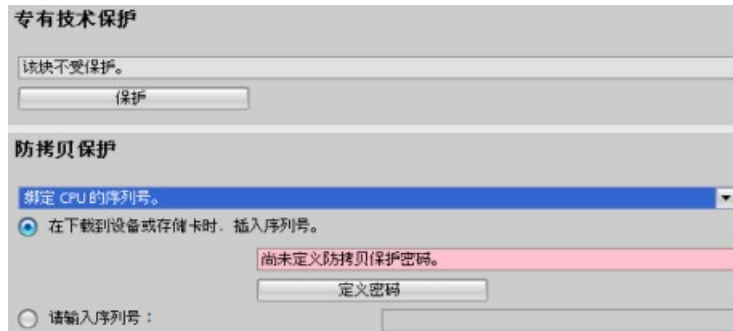 专有技术保护
该块不受保护。
保护
防拷贝保护
绑定 CPU 的序列号。
在下载到设备或存储卡时，插入序列号。
尚未定义防拷贝保护密码。
定义密码
请输入序列号：